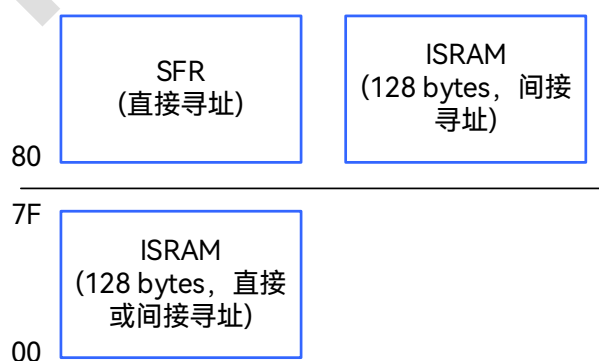 SFR
(直接寻址)
ISRAM
(128 bytes，间接
寻址)
80
7F
ISRAM
(128 bytes，直接
或间接寻址)
00